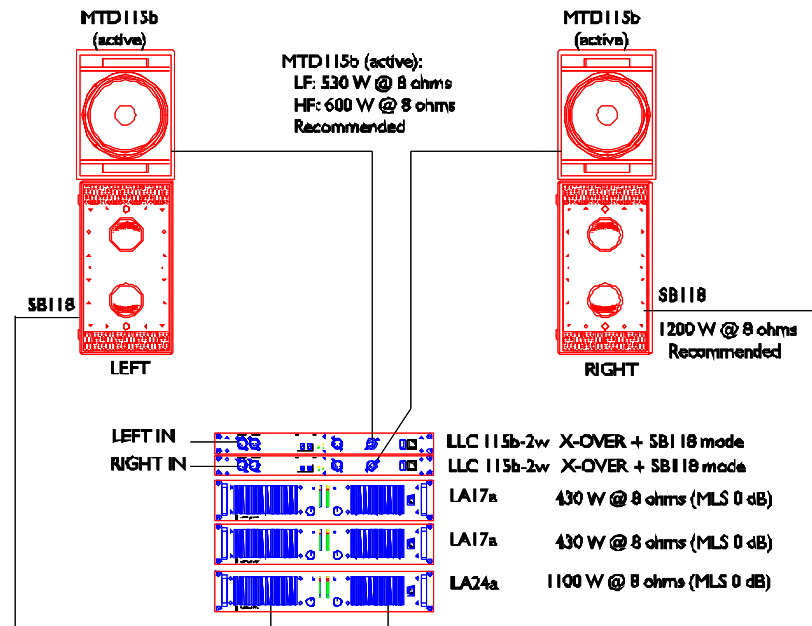 MTD115b
(active)
MTD115b
(active)
MTD115b (active):
LF: 530 W @ 8 ohms
HF: 600 W @ 8 ohms
Recommended
SB118
LEFT
SB118
1200 W @ 8 ohms
Recommended
RIGHT
LEFT IN
LLC 115b-2w X-OVER + SB118 mode
RIGHT IN
LLC 115b-2w X-OVER + SB118 mode
LA17a 430 W @ 8 ohms (MLS 0 dB)
LA17a 430 W @ 8 ohms (MLS 0 dB)
LA24a 1100 W @ 8 ohms (MLS 0 dB)